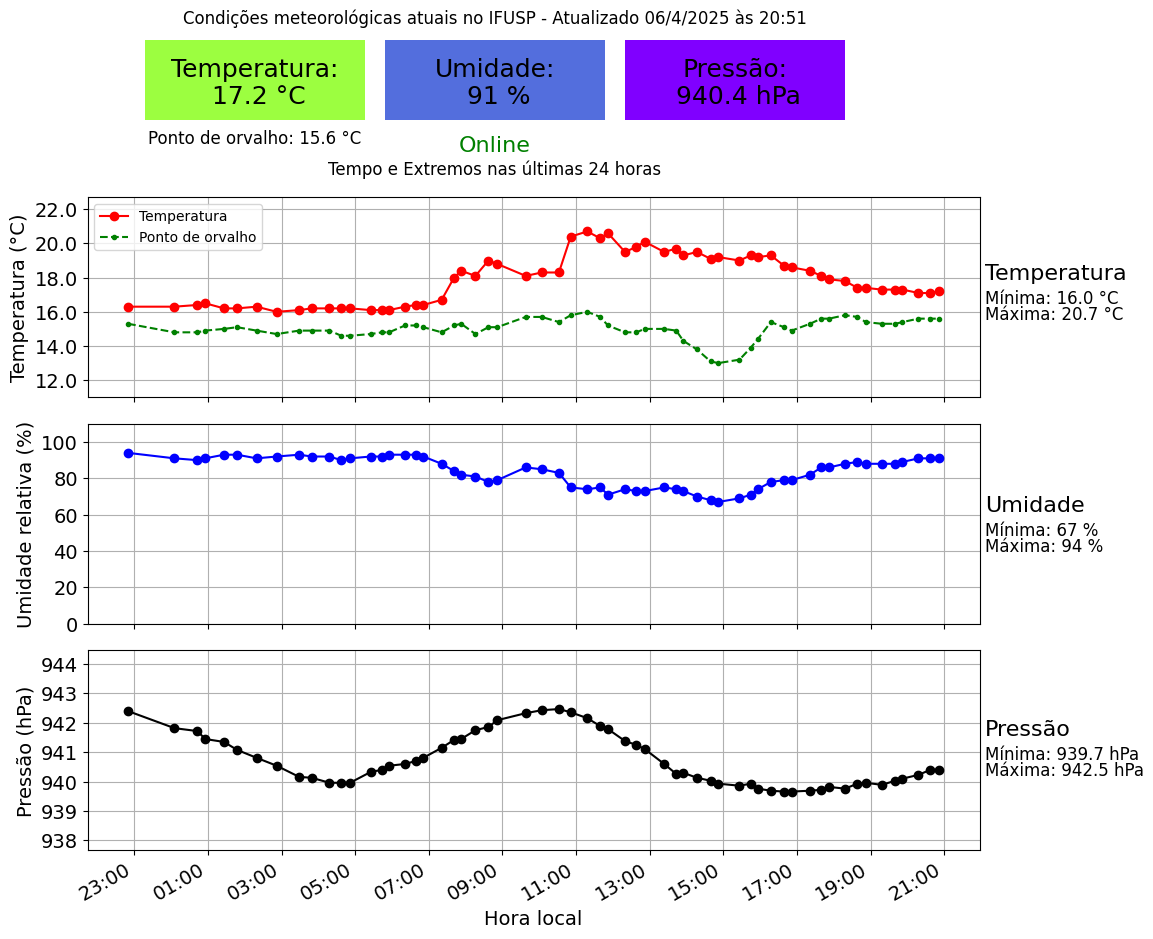 Condições meteorológicas atuais no IFUSP - Atualizado 06/4/2025 às 20:51
Temperatura:
17.2 °C
Umidade:
91 %
Pressão:
940.4 hPa
Ponto de orvalho: 15.6 °C
Online
Tempo e Extremos nas últimas 24 horas
Temperatura (°C)
22.0
20.0
18.0
16.0
14.0
12.0
Temperatura
Ponto de orvalho
Temperatura
Mínima: 16.0 °C
Máxima: 20.7 °C
Umidade relativa (%)
100
80
60
40
20
0
Umidade
Mínima: 67 %
Máxima: 94 %
Pressão (hPa)
944
943
942
941
940
939
938
Pressão
Mínima: 939.7 hPa
Máxima: 942.5 hPa
23:00 01:00 03:00 05:00 07:00 09:00 11:00 13:00 15:00 17:00 19:00 21:00
Hora local